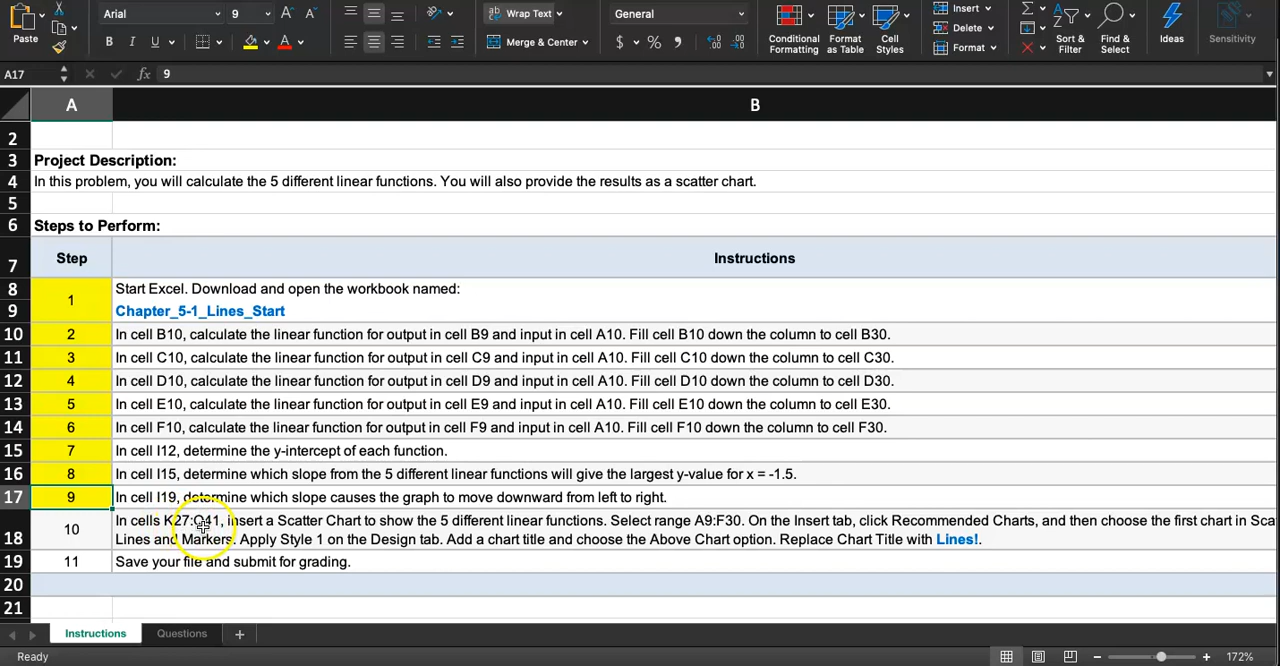 Arial 9 Wrap Text General Insert
Paste B I U Merge & Center $ % Conditional Formatting Format as Table Cell Styles Delete Format Sort & Filter Find & Select Ideas Sensitivity
A17 fx 9
A B
2
3 Project Description:
4 In this problem, you will calculate the 5 different linear functions. You will also provide the results as a scatter chart.
5
6 Steps to Perform:
7 Step Instructions
8 1 Start Excel. Download and open the workbook named:
9 Chapter_5-1_Lines_Start
10 2 In cell B10, calculate the linear function for output in cell B9 and input in cell A10. Fill cell B10 down the column to cell B30.
11 3 In cell C10, calculate the linear function for output in cell C9 and input in cell A10. Fill cell C10 down the column to cell C30.
12 4 In cell D10, calculate the linear function for output in cell D9 and input in cell A10. Fill cell D10 down the column to cell D30.
13 5 In cell E10, calculate the linear function for output in cell E9 and input in cell A10. Fill cell E10 down the column to cell E30.
14 6 In cell F10, calculate the linear function for output in cell F9 and input in cell A10. Fill cell F10 down the column to cell F30.
15 7 In cell I12, determine the y-intercept of each function.
16 8 In cell I15, determine which slope from the 5 different linear functions will give the largest y-value for x = -1.5.
17 9 In cell I19, determine which slope causes the graph to move downward from left to right.
18 10 In cells K27:Q41, insert a Scatter Chart to show the 5 different linear functions. Select range A9:F30. On the Insert tab, click Recommended Charts, and then choose the first chart in Sca
Lines and Markers. Apply Style 1 on the Design tab. Add a chart title and choose the Above Chart option. Replace Chart Title with Lines!.
19 11 Save your file and submit for grading.
20
21
Instructions Questions +
Ready 172%